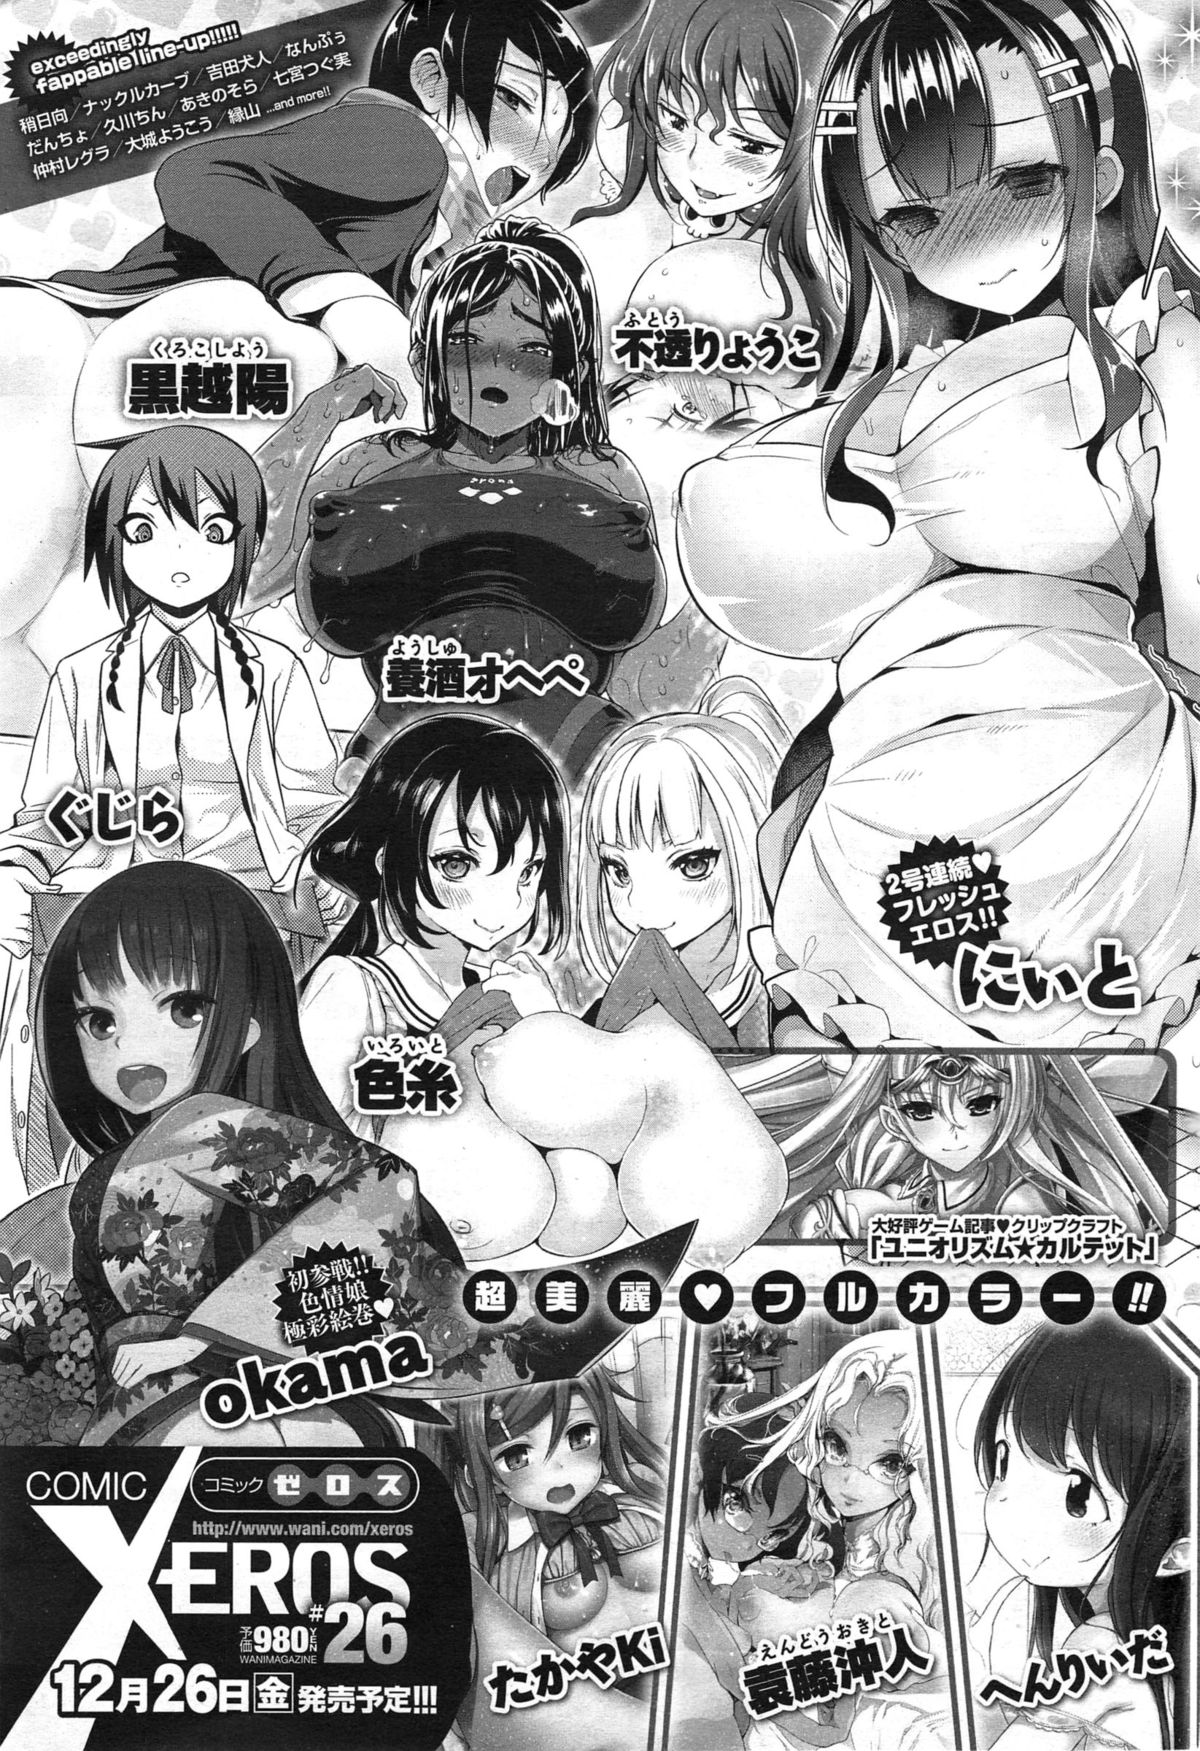 exceedingly
fappable line-up!!!!!
稍日向／ナックルカーブ／吉田犬人／なんぷぅ
だんちょ／久川ちん／あきのそら／七宮つぐ実
仲村レグラ／大城ようこう／緑山 ...and more!!
くろこしよう
黒越陽
ふとう
不透りょうこ
ようしゅ
養酒オヘペ
ぐじら
2号連続♥
フレッシュ
エロス!!
にぃと
いろいと
色糸
大好評ゲーム記事♥クリップクラフト
「ユニオリズム★カルテット」
初参戦!!
色情娘
極彩絵巻♥
okama
超美麗♥フルカラー!!
たかやKi
えんどうおきと
袁藤沖人
へんりいだ
COMIC
コミック ゼロス
http://www.wani.com/xeros
XEROS
#26
予価 980 YEN
WANIMAGAZINE
12月26日金発売予定!!!